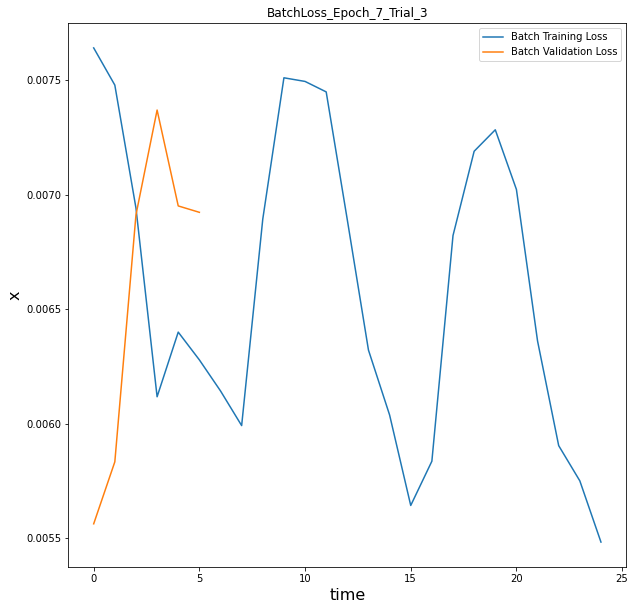 BatchLoss_Epoch_7_Trial_3
Batch Training Loss
Batch Validation Loss
0.0075
0.0070
0.0065
0.0060
0.0055
x
0 5 10 15 20 25
time